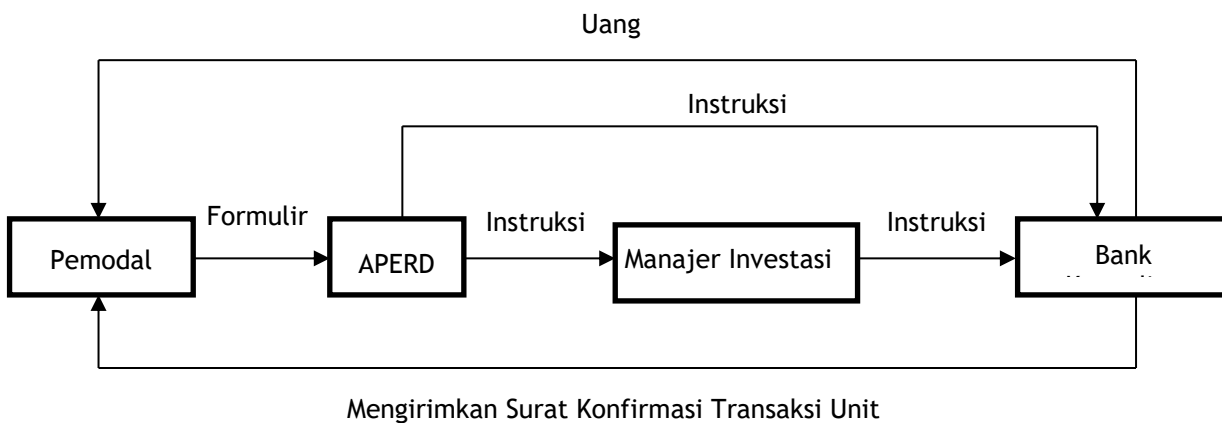 Uang
Instruksi
Formulir
Instruksi
Instruksi
Pemodal
APERD
Manajer Investasi
Bank
Mengirimkan Surat Konfirmasi Transaksi Unit